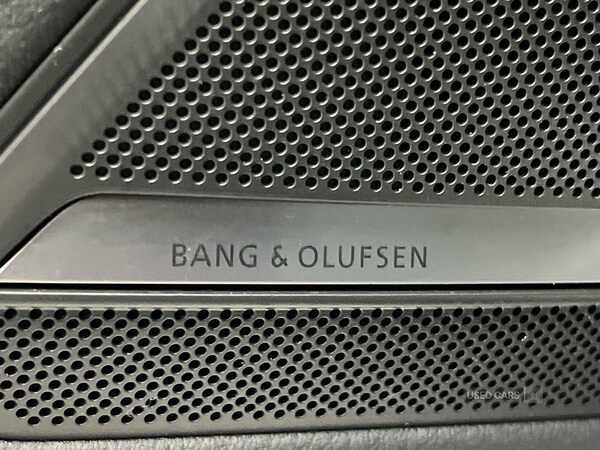 BANG & OLUFSEN
USED CARS